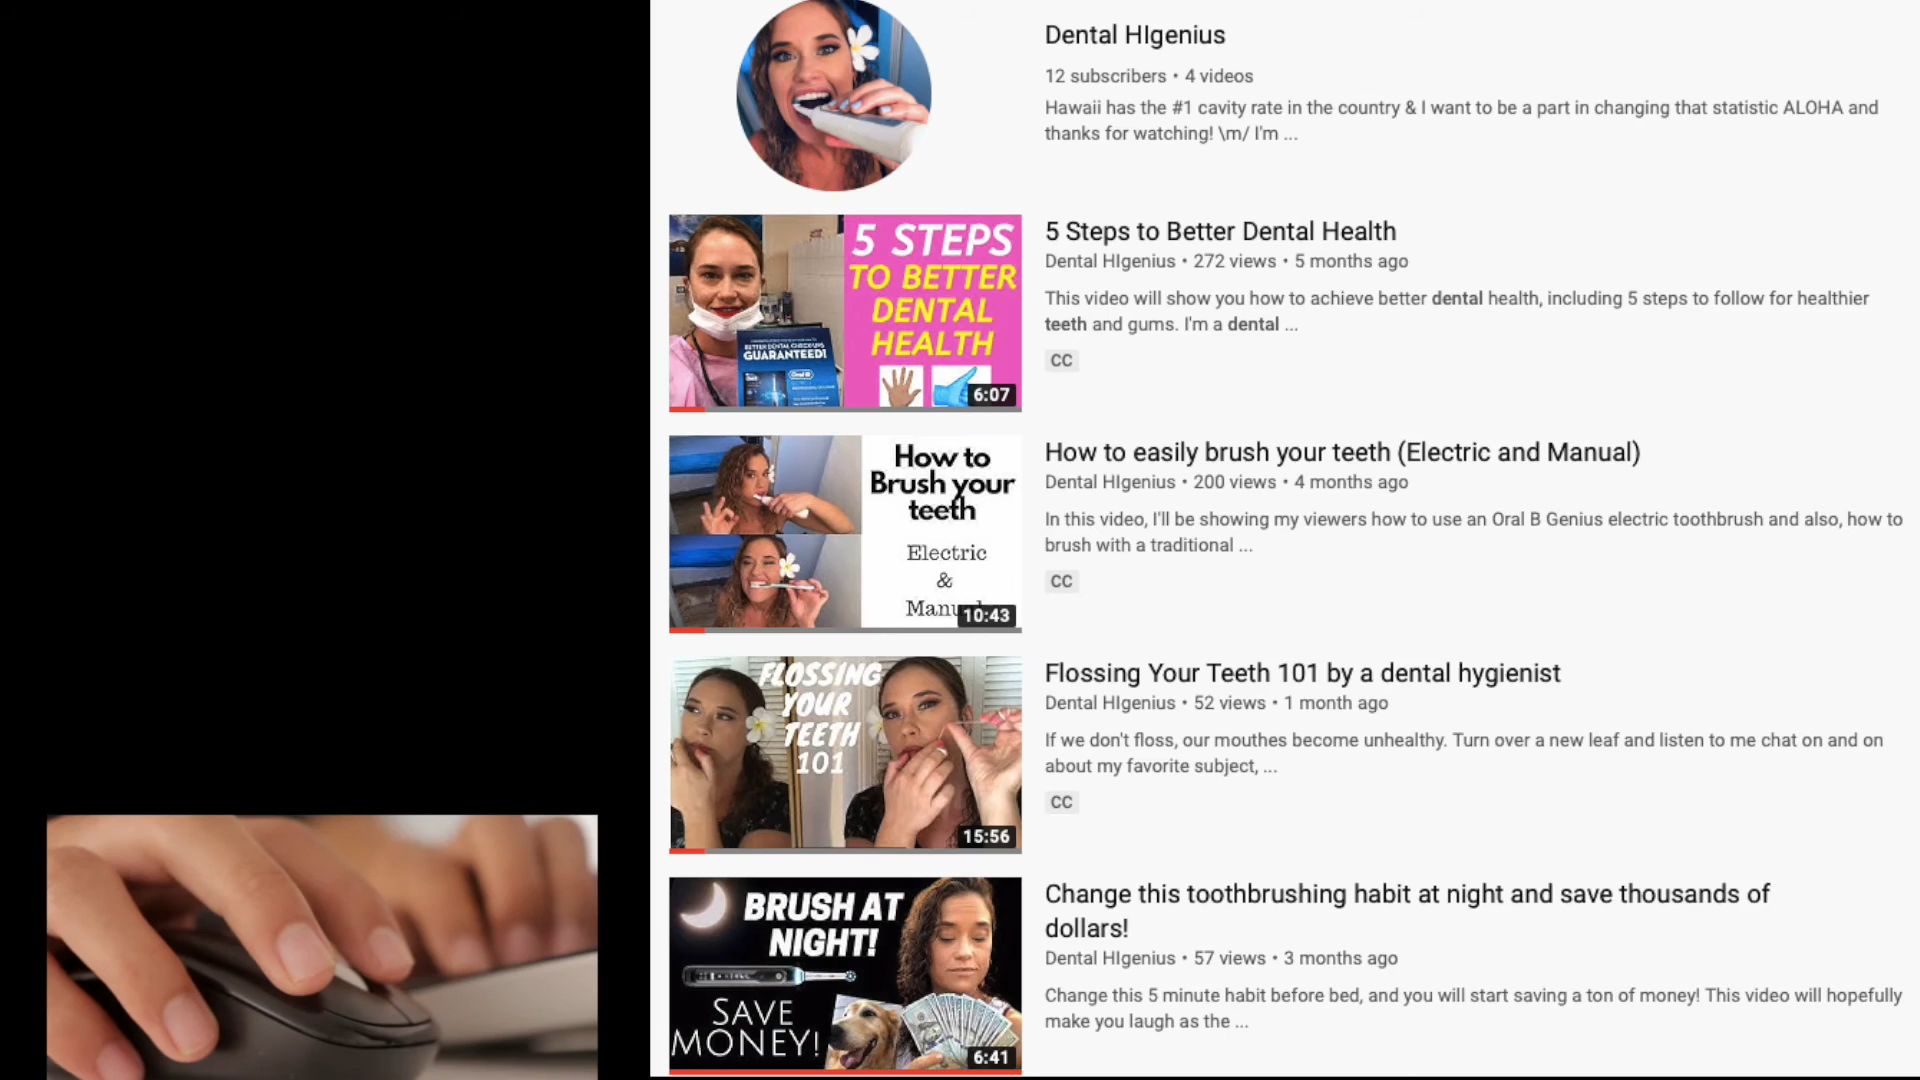 Dental HIgenius
12 subscribers • 4 videos
Hawaii has the #1 cavity rate in the country & I want to be a part in changing that statistic ALOHA and
thanks for watching! \m/ I'm ...
5 STEPS
TO BETTER
DENTAL
HEALTH
BETTER DENTAL CHECK-UPS
GUARANTEED!
Oral-B
6:07
5 Steps to Better Dental Health
Dental HIgenius • 272 views • 5 months ago
This video will show you how to achieve better dental health, including 5 steps to follow for healthier
teeth and gums. I'm a dental ...
CC
How to
Brush your
teeth
Electric
&
10:43
How to easily brush your teeth (Electric and Manual)
Dental HIgenius • 200 views • 4 months ago
In this video, I'll be showing my viewers how to use an Oral B Genius electric toothbrush and also, how to
brush with a traditional ...
CC
FLOSSING
YOUR
TEETH
101
15:56
Flossing Your Teeth 101 by a dental hygienist
Dental HIgenius • 52 views • 1 month ago
If we don't floss, our mouthes become unhealthy. Turn over a new leaf and listen to me chat on and on
about my favorite subject, ...
CC
BRUSH AT
NIGHT!
SAVE
MONEY!
6:41
Change this toothbrushing habit at night and save thousands of
dollars!
Dental HIgenius • 57 views • 3 months ago
Change this 5 minute habit before bed, and you will start saving a ton of money! This video will hopefully
make you laugh as the ...